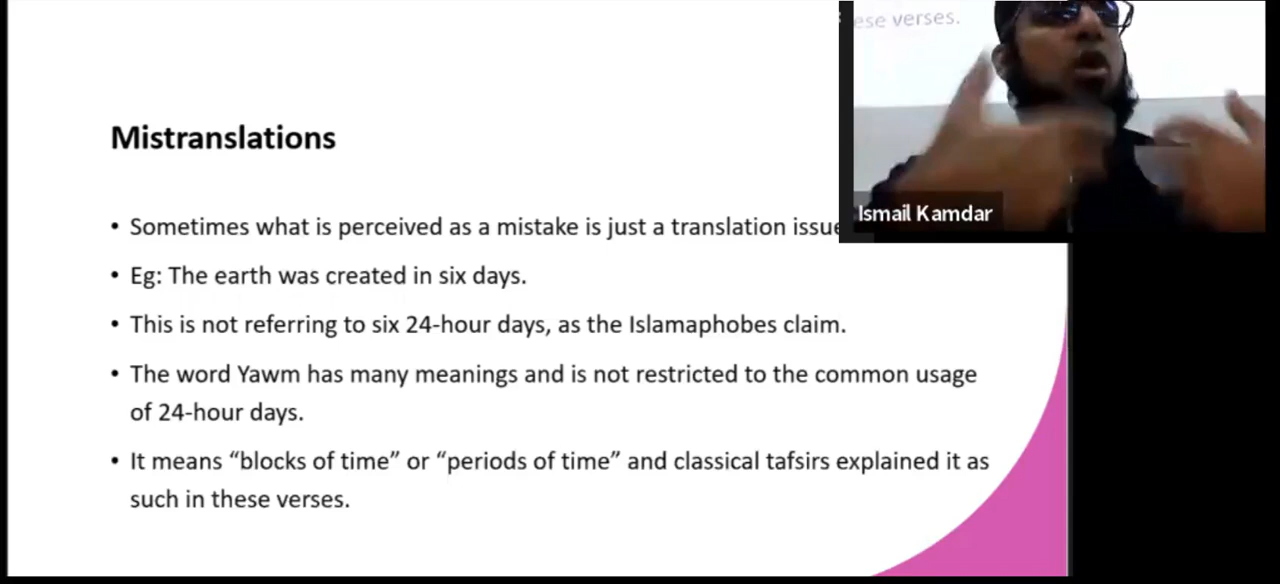 ese verses.
Mistranslations
• Sometimes what is perceived as a mistake is just a translation issue
• Eg: The earth was created in six days.
• This is not referring to six 24-hour days, as the Islamaphobes claim.
• The word Yawm has many meanings and is not restricted to the common usage
of 24-hour days.
• It means “blocks of time” or “periods of time” and classical tafsirs explained it as
such in these verses.
Ismail Kamdar